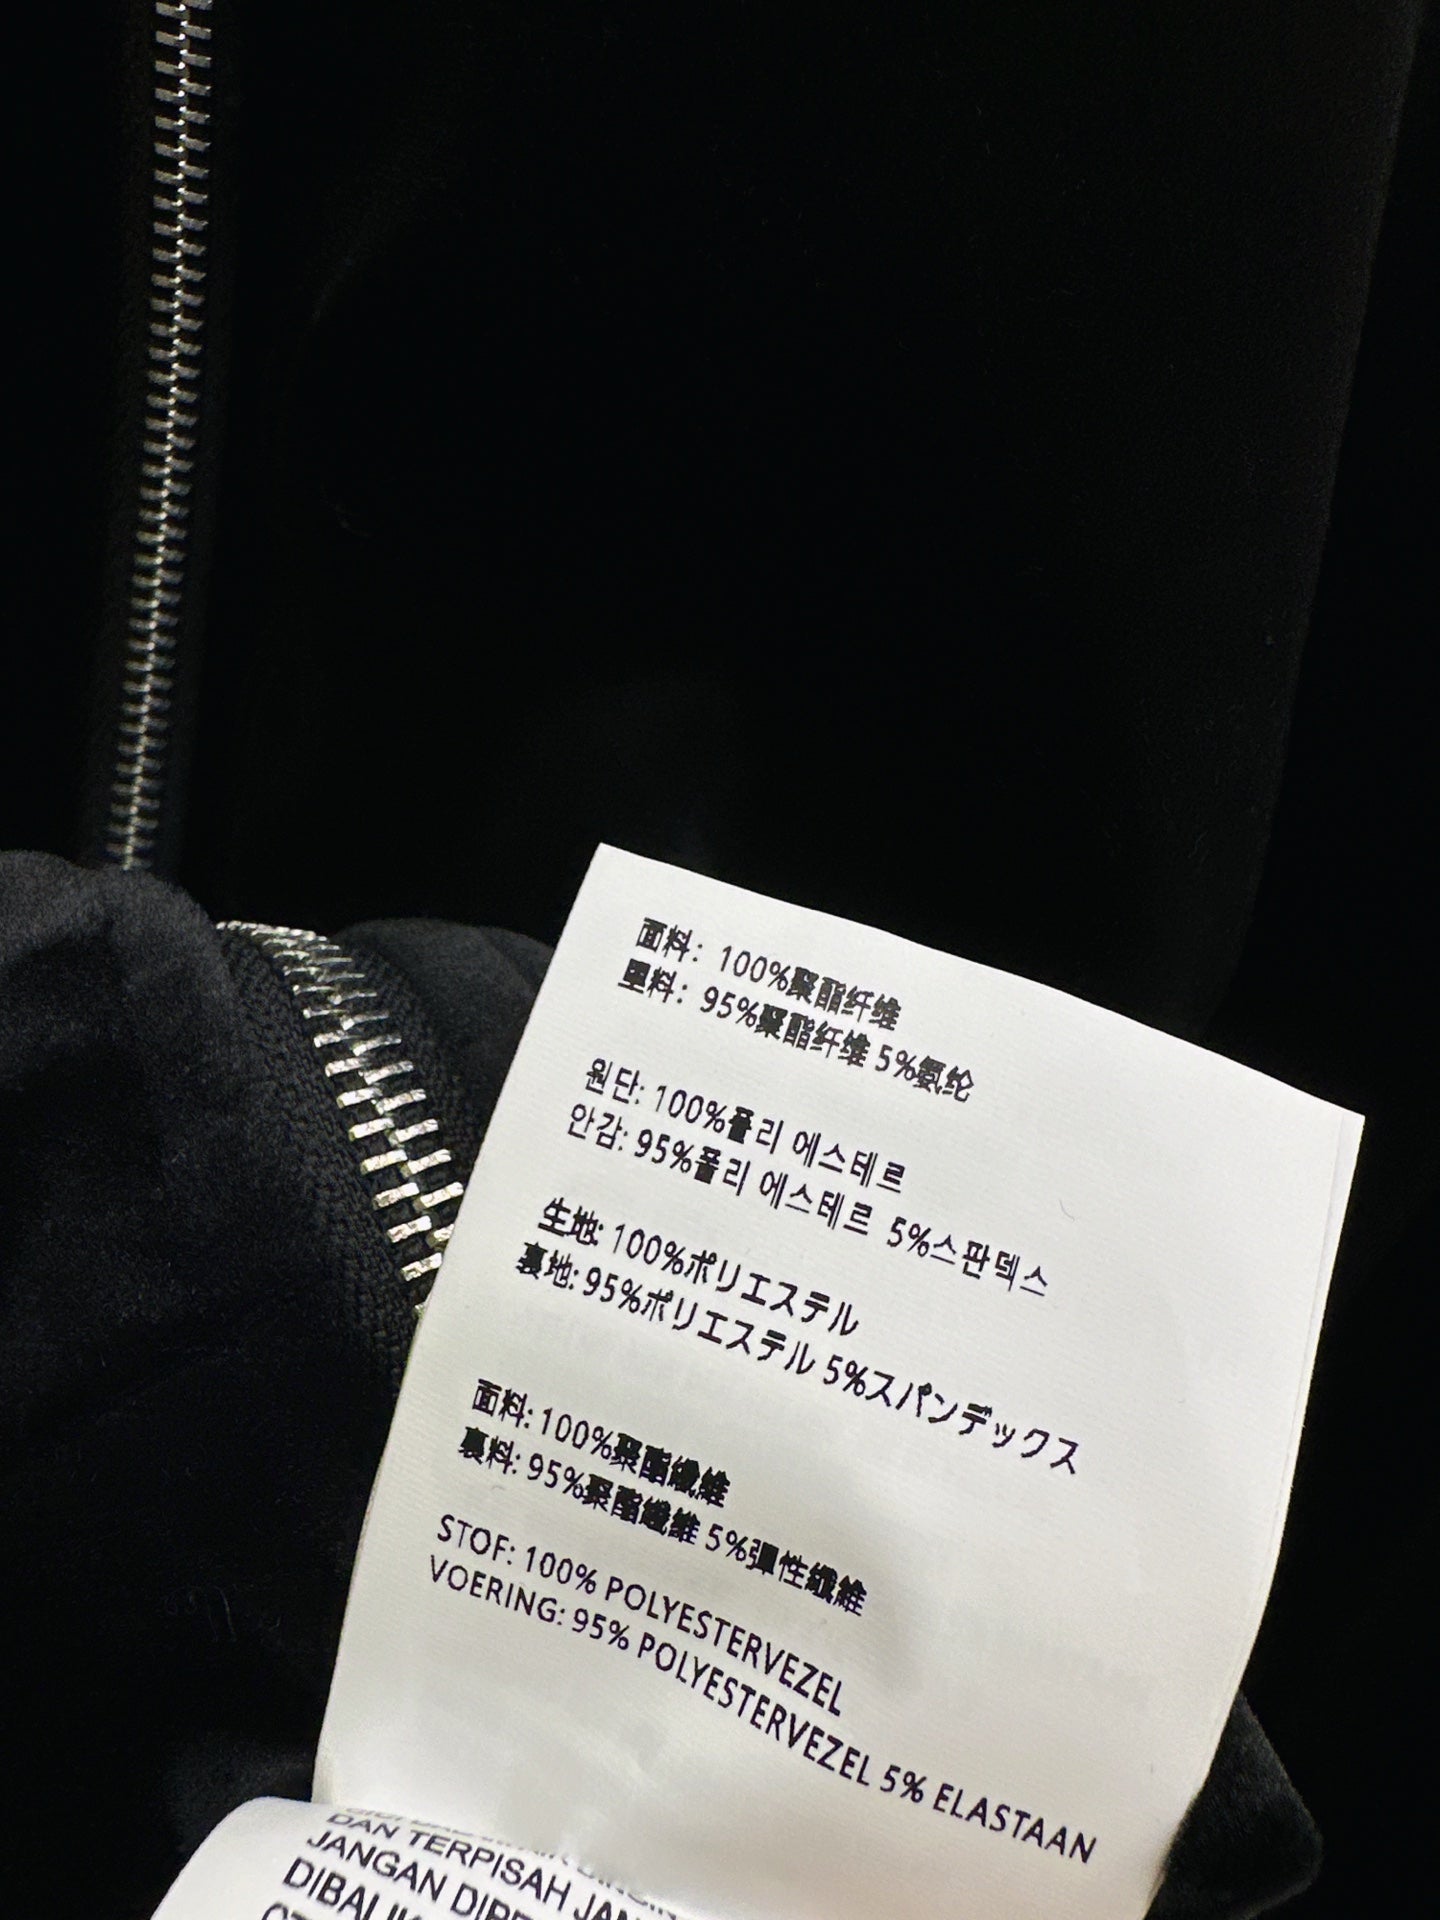 面料: 100%聚酯纤维
里料: 95%聚酯纤维 5%氨纶
원단: 100%폴리 에스테르
안감: 95%폴리 에스테르 5%스판덱스
生地: 100%ポリエステル
裏地: 95%ポリエステル 5%スパンデックス
面料: 100%聚酯纖維
裏料: 95%聚酯纖維 5%彈性纖維
STOF: 100% POLYESTERVEZEL
VOERING: 95% POLYESTERVEZEL 5% ELASTAAN
DAN TERPISAH
JANGAN